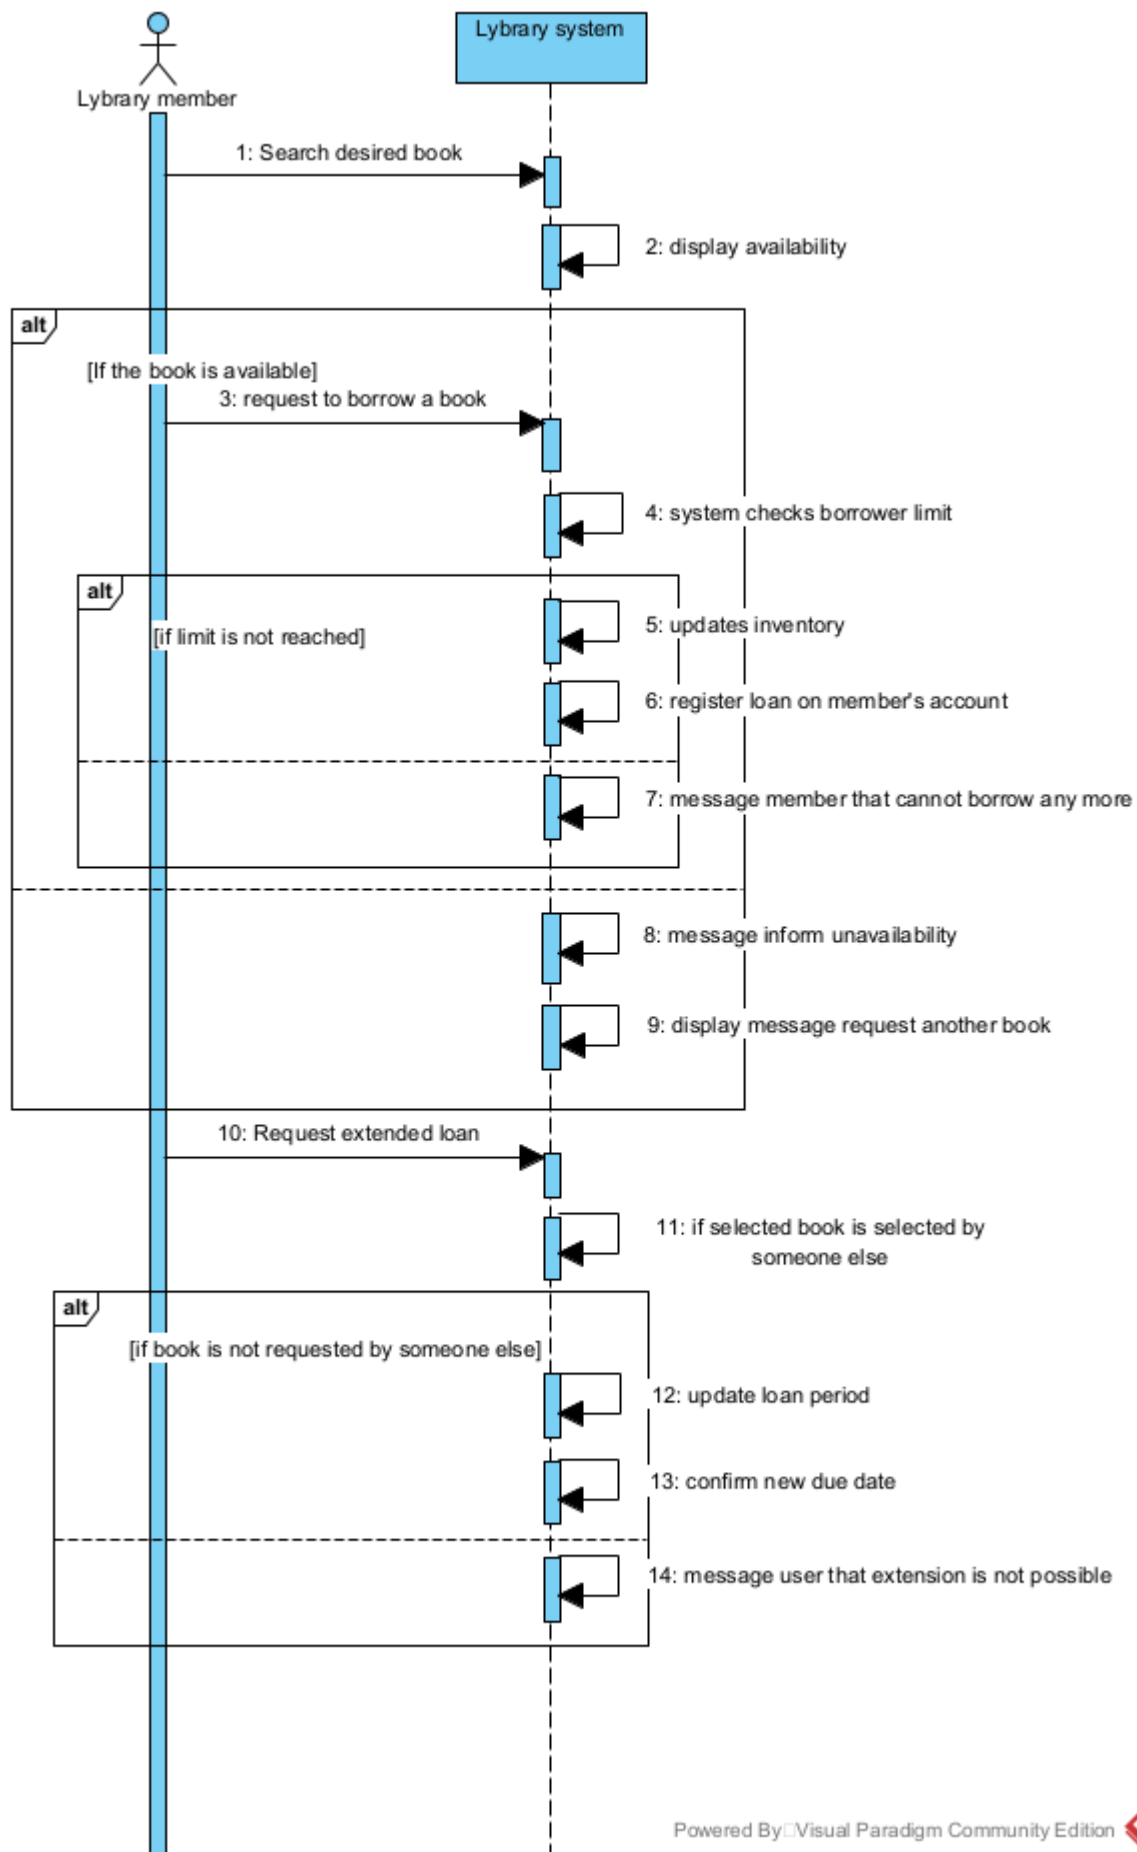 Lybrary system
Lybrary member
1: Search desired book
2: display availability
alt
[If the book is available]
3: request to borrow a book
4: system checks borrower limit
alt
[if limit is not reached]
5: updates inventory
6: register loan on member's account
7: message member that cannot borrow any more
8: message inform unavailability
9: display message request another book
10: Request extended loan
11: if selected book is selected by
someone else
alt
[if book is not requested by someone else]
12: update loan period
13: confirm new due date
14: message user that extension is not possible
Powered By Visual Paradigm Community Edition